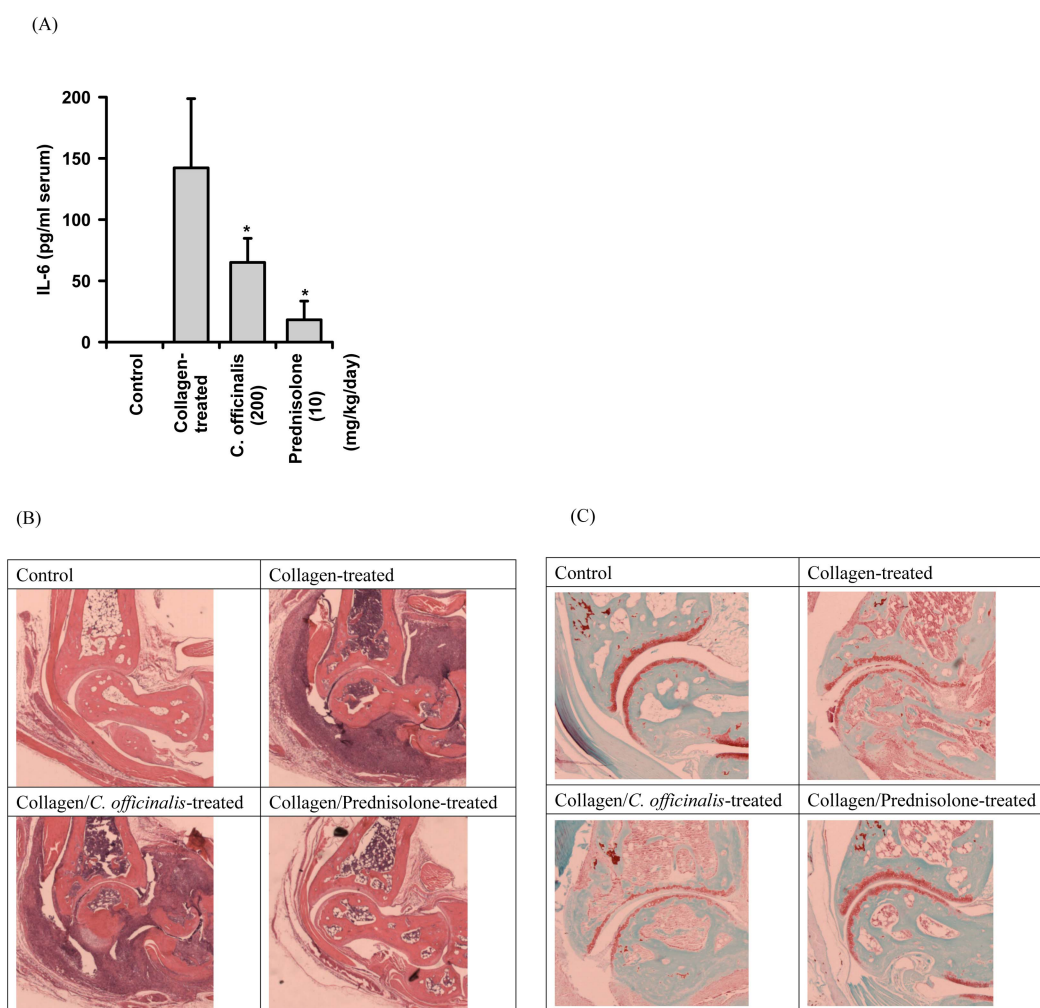 (A)
200
150
100
50
0
IL-6 (pg/ml serum)
*
*
Control
Collagen-
treated
C. officinalis
(200)
Prednisolone
(10)
(mg/kg/day)
(B)
Control
Collagen-treated
Collagen/C. officinalis-treated
Collagen/Prednisolone-treated
(C)
Control
Collagen-treated
Collagen/C. officinalis-treated
Collagen/Prednisolone-treated